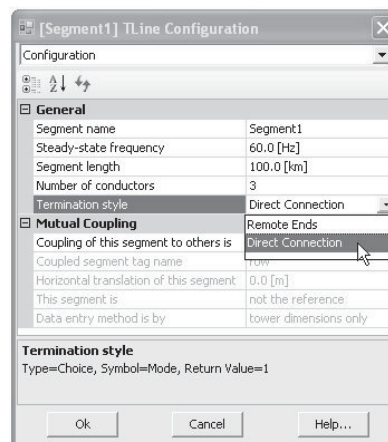 [Segment1] TLine Configuration
Configuration
General
Segment name Segment1
Steady-state frequency 60.0 [Hz]
Segment length 100.0 [km]
Number of conductors 3
Termination style Direct Connection
Remote Ends
Mutual Coupling
Direct Connection
Coupling of this segment to others is
Coupled segment tag name row
Horizontal translation of this segment 0.0 [m]
This segment is not the reference
Data entry method is by tower dimensions only
Termination style
Type=Choice, Symbol=Mode, Return Value=1
Ok Cancel Help...